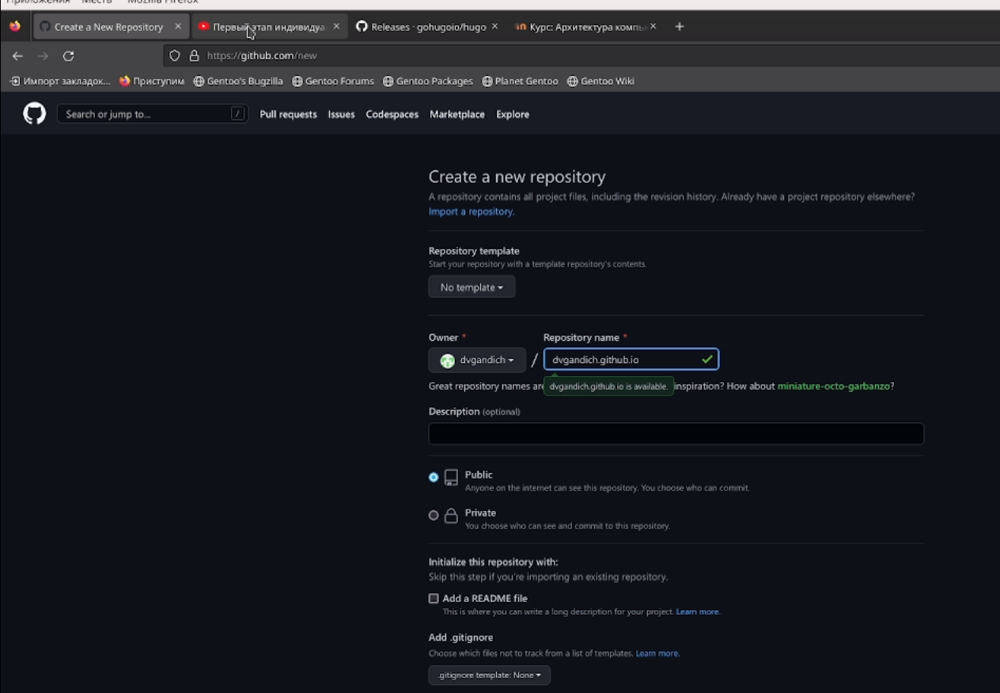 Приложения Места Mozilla Firefox
Create a New Repository × Первый этап индивидуа × Releases · gohugoio/hugo × Курс: Архитектура компь × +
https://github.com/new
Импорт закладок... Приступим Gentoo's Bugzilla Gentoo Forums Gentoo Packages Planet Gentoo Gentoo Wiki
Search or jump to... / Pull requests Issues Codespaces Marketplace Explore
Create a new repository
A repository contains all project files, including the revision history. Already have a project repository elsewhere?
Import a repository.
Repository template
Start your repository with a template repository's contents.
No template
Owner * Repository name *
dvgandich / dvgandich.github.io
Great repository names are dvgandich.github.io is available. inspiration? How about miniature-octo-garbanzo?
Description (optional)
Public
Anyone on the internet can see this repository. You choose who can commit.
Private
You choose who can see and commit to this repository.
Initialize this repository with:
Skip this step if you're importing an existing repository.
Add a README file
This is where you can write a long description for your project. Learn more.
Add .gitignore
Choose which files not to track from a list of templates. Learn more.
.gitignore template: None